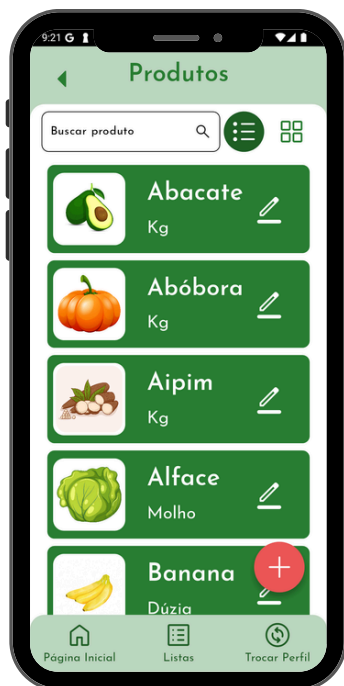 9:21 G
Produtos
Buscar produto
Abacate
Kg
Abóbora
Kg
Aipim
Kg
Alface
Molho
Banana
Dúzia
Página Inicial
Listas
Trocar Perfil